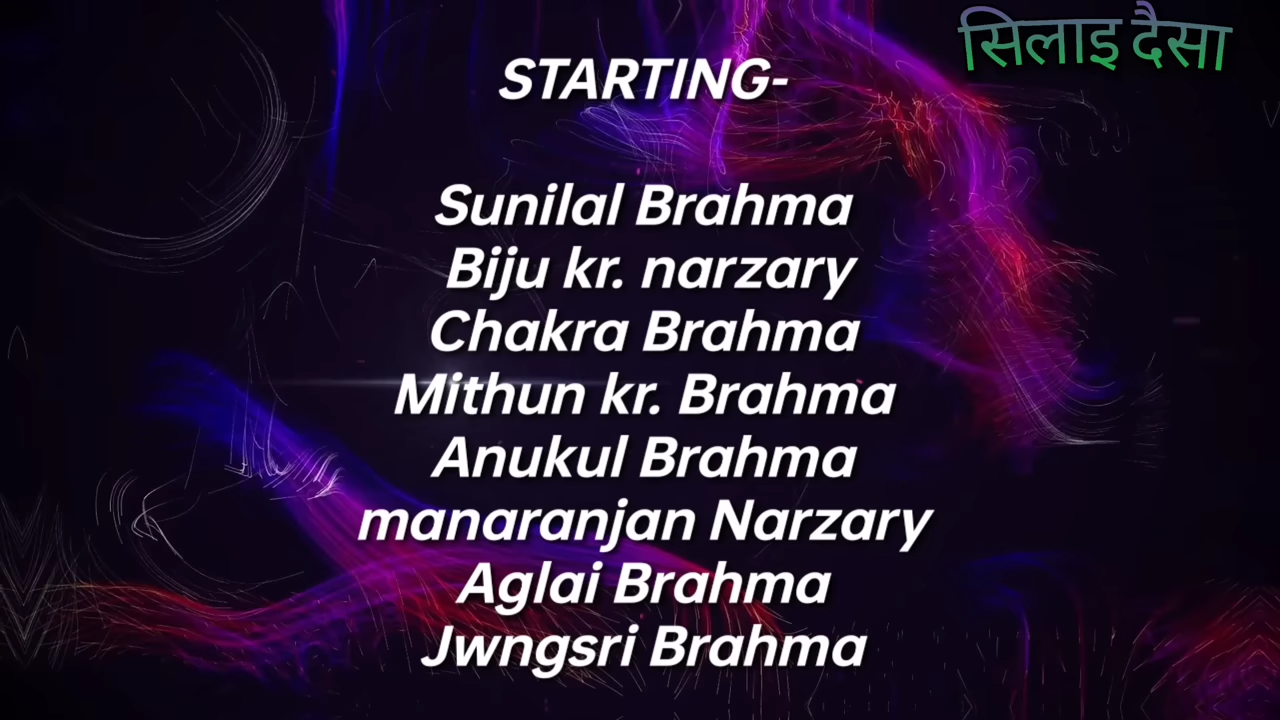 सिलाइ दैसा
STARTING-
Sunilal Brahma
Biju kr. narzary
Chakra Brahma
Mithun kr. Brahma
Anukul Brahma
manaranjan Narzary
Aglai Brahma
Jwngsri Brahma